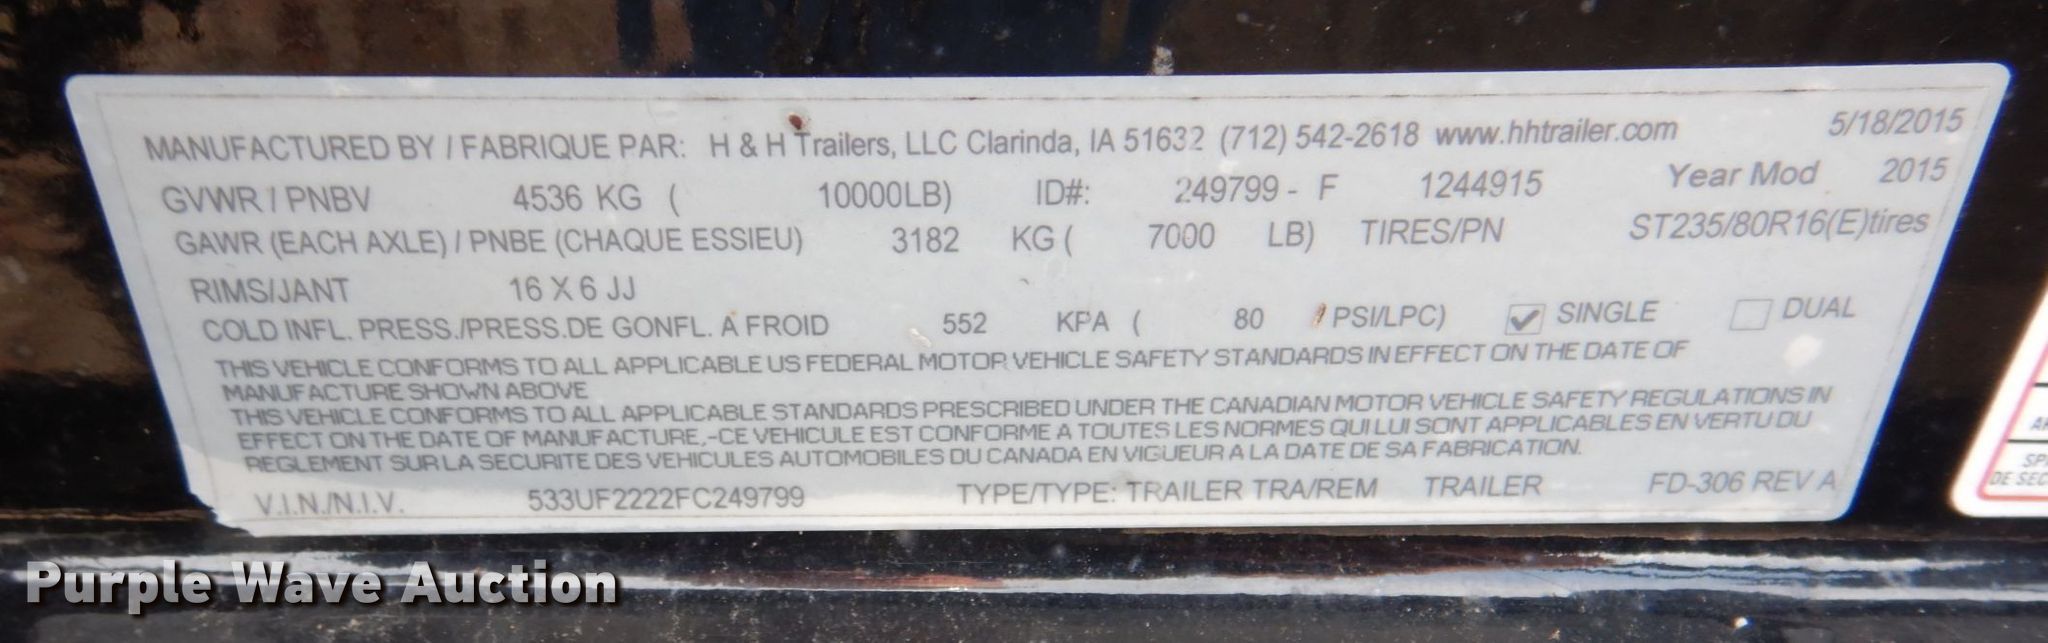 MANUFACTURED BY / FABRIQUE PAR: H & H Trailers, LLC Clarinda, IA 51632 (712) 542-2618 www.hhtrailer.com 5/18/2015
GVWR / PNBV 4536 KG ( 10000LB) ID#: 249799 - F 1244915 Year Mod 2015
GAWR (EACH AXLE) / PNBE (CHAQUE ESSIEU) 3182 KG ( 7000 LB) TIRES/PN ST235/80R16(E)tires
RIMS/JANT 16 X 6 JJ
COLD INFL. PRESS./PRESS.DE GONFL. A FROID 552 KPA ( 80 PSI/LPC) SINGLE DUAL
THIS VEHICLE CONFORMS TO ALL APPLICABLE US FEDERAL MOTOR VEHICLE SAFETY STANDARDS IN EFFECT ON THE DATE OF
MANUFACTURE SHOWN ABOVE
THIS VEHICLE CONFORMS TO ALL APPLICABLE STANDARDS PRESCRIBED UNDER THE CANADIAN MOTOR VEHICLE SAFETY REGULATIONS IN
EFFECT ON THE DATE OF MANUFACTURE,-CE VEHICULE EST CONFORME A TOUTES LES NORMES QUI LUI SONT APPLICABLES EN VERTU DU
REGLEMENT SUR LA SECURITE DES VEHICULES AUTOMOBILES DU CANADA EN VIGUEUR A LA DATE DE SA FABRICATION.
V.I.N./N.I.V. 533UF2222FC249799 TYPE/TYPE: TRAILER TRA/REM TRAILER FD-306 REV A
DE SEC
Purple Wave Auction